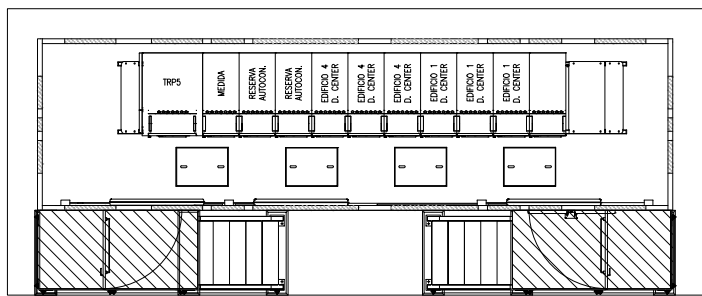 TRP5
MEDIDA
RESERVA
AUTOCON.
RESERVA
AUTOCON.
EDIFICIO 4
D. CENTER
EDIFICIO 4
D. CENTER
EDIFICIO 4
D. CENTER
EDIFICIO 1
D. CENTER
EDIFICIO 1
D. CENTER
EDIFICIO 1
D. CENTER